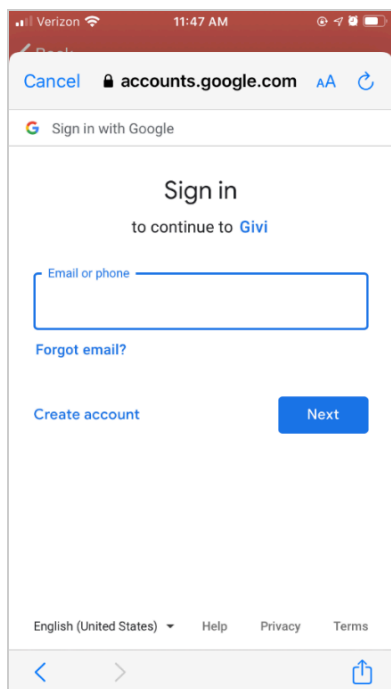 Verizon 11:47 AM
Back
Cancel accounts.google.com AA
Sign in with Google
Sign in
to continue to Givi
Email or phone
Forgot email?
Create account Next
English (United States) Help Privacy Terms